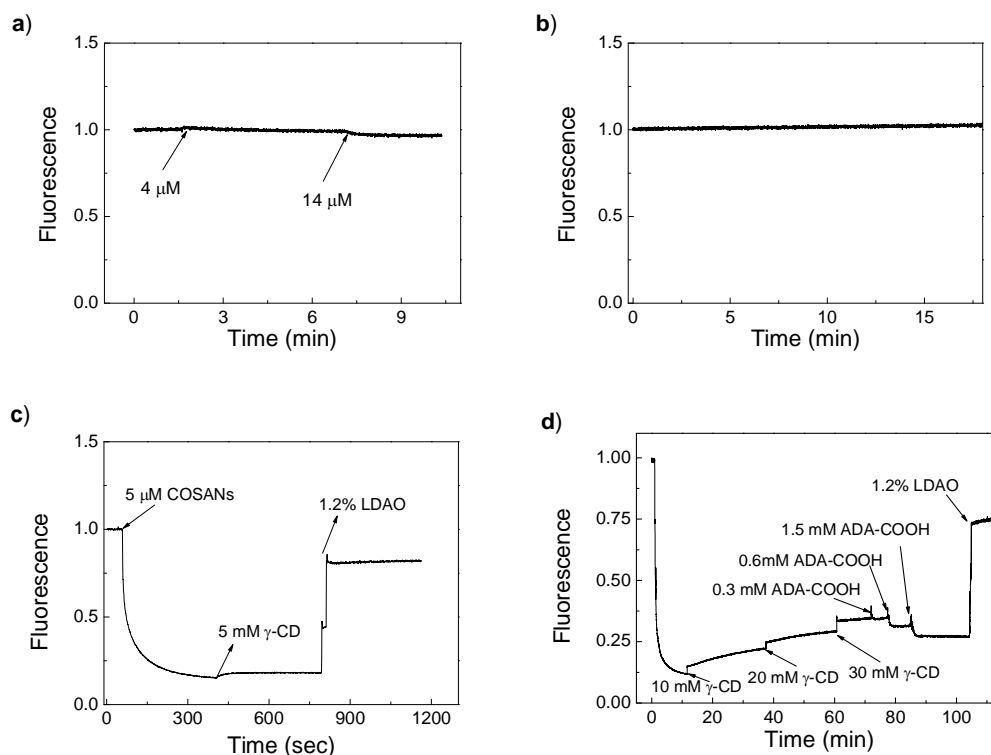 a)
1.5
1.0
0.5
0.0
Fluorescence
4 μM
14 μM
0 3 6 9
Time (min)
b)
1.5
1.0
0.5
0.0
Fluorescence
0 5 10 15
Time (min)
c)
1.5
1.0
0.5
0.0
Fluorescence
5 μM COSANs
1.2% LDAO
5 mM γ-CD
0 300 600 900 1200
Time (sec)
d)
1.00
0.75
0.50
0.25
0.00
Fluorescence
1.2% LDAO
1.5 mM ADA-COOH
0.6mM ADA-COOH
0.3 mM ADA-COOH
10 mM γ-CD
20 mM γ-CD
30 mM γ-CD
0 20 40 60 80 100
Time (min)